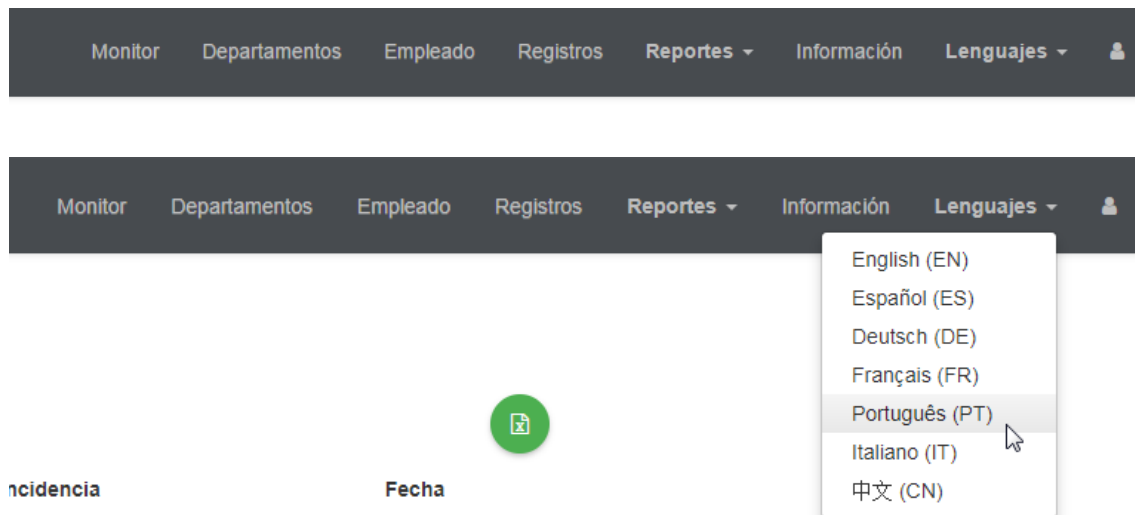 Monitor Departamentos Empleado Registros Reportes Información Lenguajes
Monitor Departamentos Empleado Registros Reportes Información Lenguajes
English (EN)
Español (ES)
Deutsch (DE)
Français (FR)
Português (PT)
Italiano (IT)
中文 (CN)
ncidencia Fecha